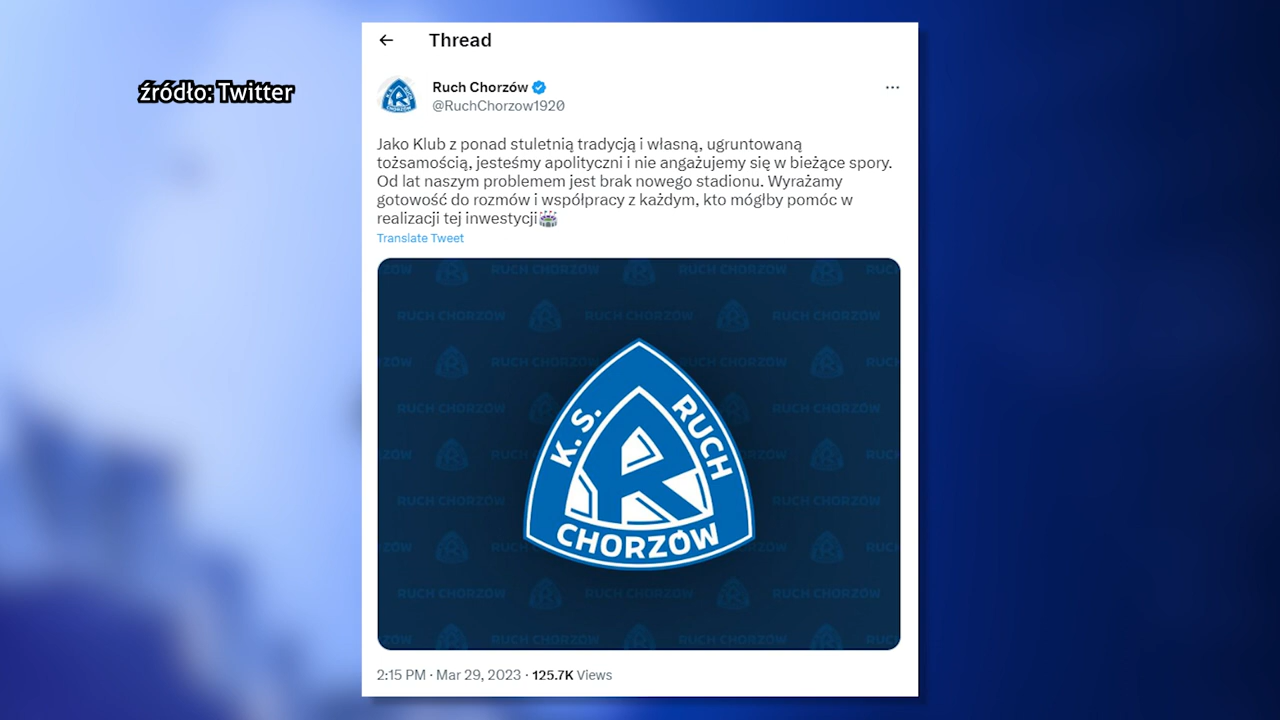 źródło: Twitter
Thread
Ruch Chorzów
@RuchChorzow1920
Jako Klub z ponad stuletnią tradycją i własną, ugruntowaną
tożsamością, jesteśmy apolityczni i nie angażujemy się w bieżące spory.
Od lat naszym problemem jest brak nowego stadionu. Wyrażamy
gotowość do rozmów i współpracy z każdym, kto mógłby pomóc w
realizacji tej inwestycji🏟️
Translate Tweet
K.S. RUCH
CHORZÓW
2:15 PM · Mar 29, 2023 · 125.7K Views